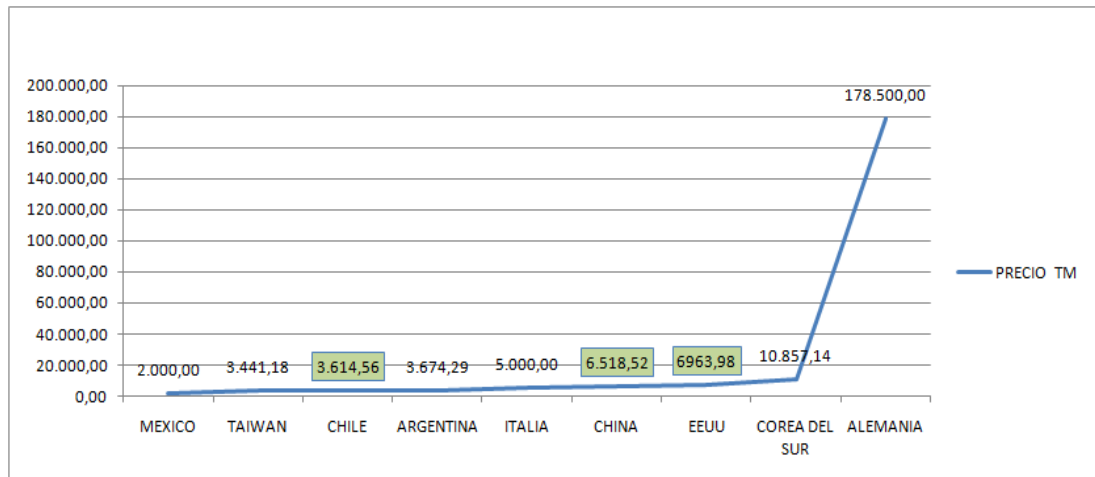 200.000,00
180.000,00
160.000,00
140.000,00
120.000,00
100.000,00
80.000,00
60.000,00
40.000,00
20.000,00
0,00
2.000,00
3.441,18
3.614,56
3.674,29
5.000,00
6.518,52
6963,98
10.857,14
178.500,00
MEXICO
TAIWAN
CHILE
ARGENTINA
ITALIA
CHINA
EEUU
COREA DEL
SUR
ALEMANIA
PRECIO TM